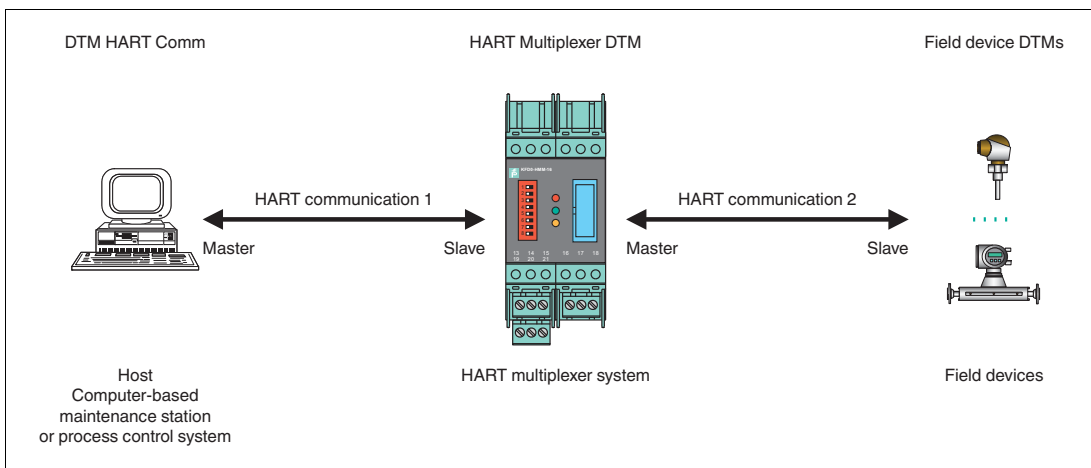 DTM HART Comm
HART Multiplexer DTM
Field device DTMs
HART communication 1
HART communication 2
Master
Slave
Master
Slave
13 14 15 16 17 18
19 20 21
Host
Computer-based
maintenance station
or process control system
HART multiplexer system
Field devices